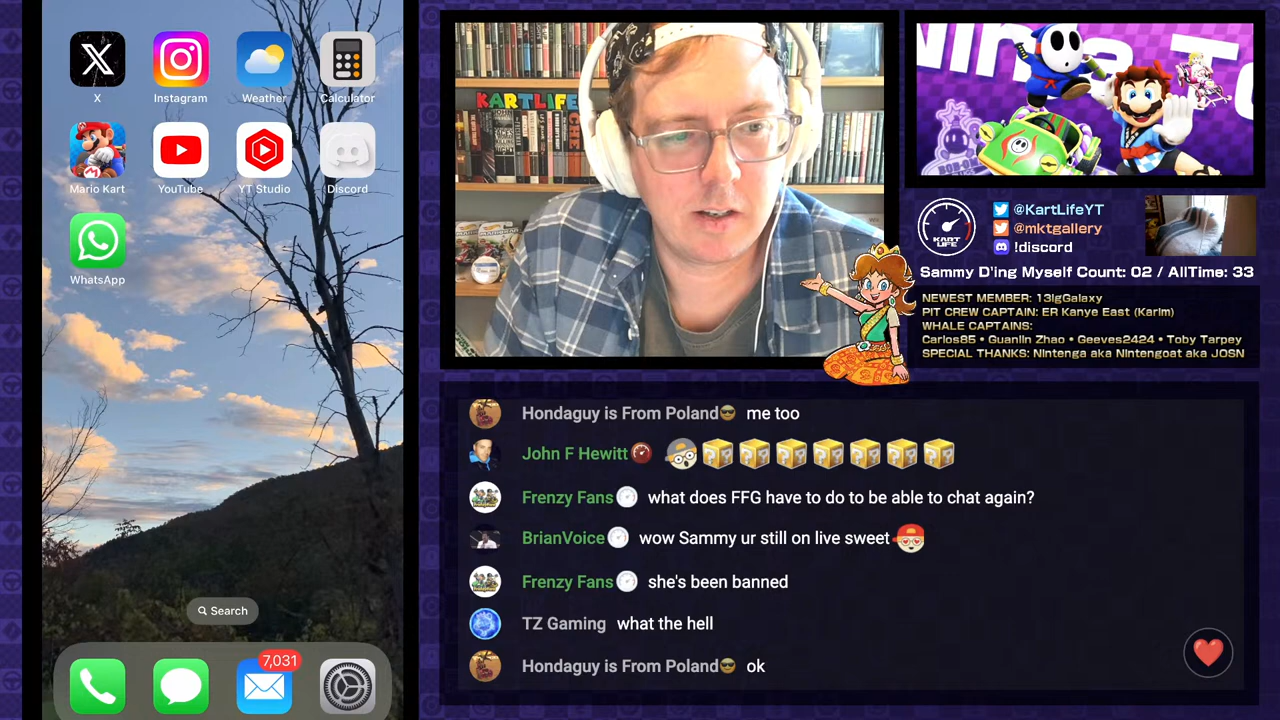 X
Instagram
Weather
Calculator
Mario Kart
YouTube
YT Studio
Discord
WhatsApp
Search
7,031
KARTLIFE
Ninja To
KART
LIFE
@KartLifeYT
@mktgallery
!discord
Sammy D'ing Myself Count: 02 / AllTime: 33
NEWEST MEMBER: 13lgGalaxy
PIT CREW CAPTAIN: ER Kanye East (Karim)
WHALE CAPTAINS:
Carlos85 • Guanlin Zhao • Geeves2424 • Toby Tarpey
SPECIAL THANKS: Nintenga aka Nintengoat aka JOSN
Hondaguy is From Poland😎 me too
John F Hewitt
Frenzy Fans what does FFG have to do to be able to chat again?
BrianVoice wow Sammy ur still on live sweet
Frenzy Fans she's been banned
TZ Gaming what the hell
Hondaguy is From Poland😎 ok